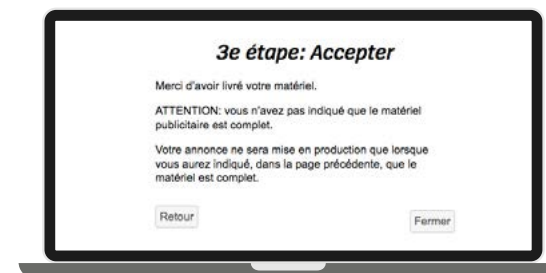 3e étape: Accepter
Merci d'avoir livré votre matériel.
ATTENTION: vous n'avez pas indiqué que le matériel
publicitaire est complet.
Votre annonce ne sera mise en production que lorsque
vous aurez indiqué, dans la page précédente, que le
matériel est complet.
Retour
Fermer